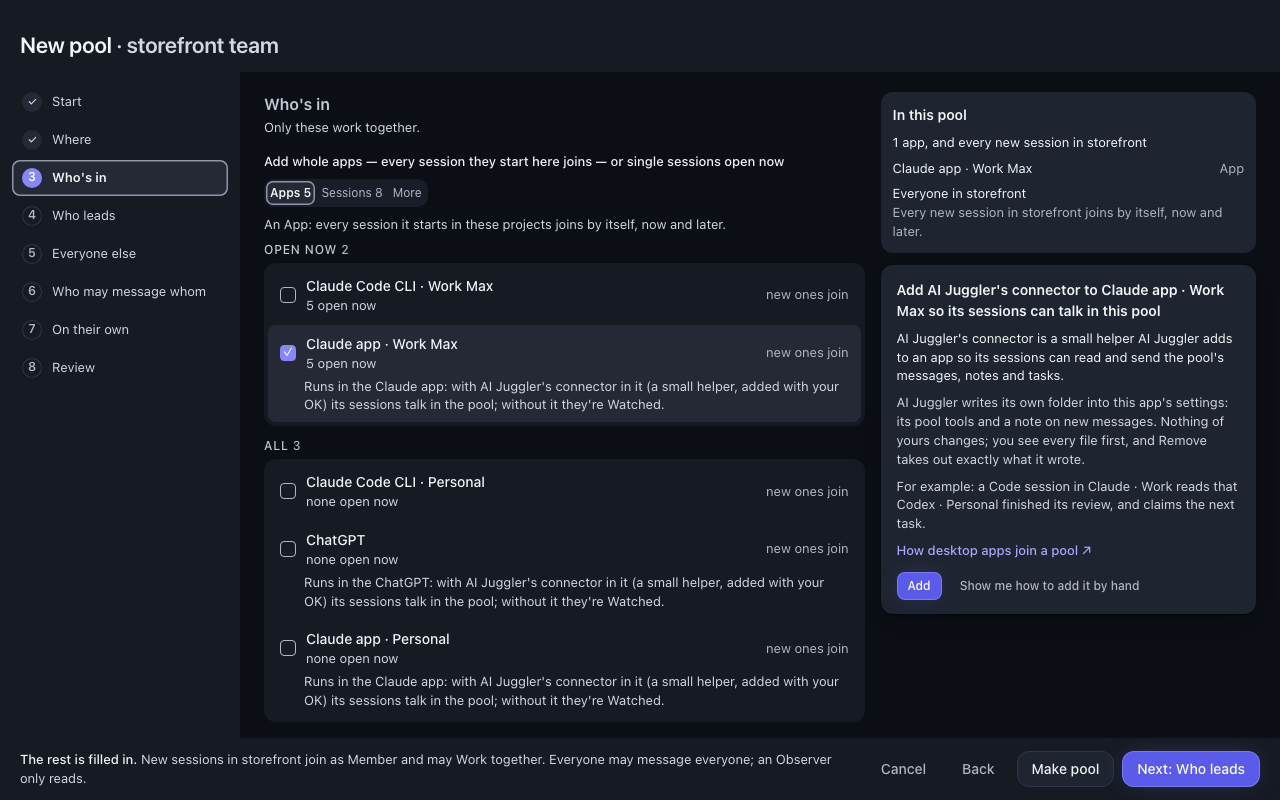 New pool · storefront team
Start
Where
3 Who's in
4 Who leads
5 Everyone else
6 Who may message whom
7 On their own
8 Review
Who's in
Only these work together.
Add whole apps — every session they start here joins — or single sessions open now
Apps 5 Sessions 8 More
An App: every session it starts in these projects joins by itself, now and later.
OPEN NOW 2
Claude Code CLI · Work Max
5 open now
new ones join
Claude app · Work Max
5 open now
new ones join
Runs in the Claude app: with AI Juggler's connector in it (a small helper, added with your
OK) its sessions talk in the pool; without it they're Watched.
ALL 3
Claude Code CLI · Personal
none open now
new ones join
ChatGPT
none open now
new ones join
Runs in the ChatGPT: with AI Juggler's connector in it (a small helper, added with your
OK) its sessions talk in the pool; without it they're Watched.
Claude app · Personal
none open now
new ones join
Runs in the Claude app: with AI Juggler's connector in it (a small helper, added with your
OK) its sessions talk in the pool; without it they're Watched.
In this pool
1 app, and every new session in storefront
Claude app · Work Max App
Everyone in storefront
Every new session in storefront joins by itself, now and
later.
Add AI Juggler's connector to Claude app · Work
Max so its sessions can talk in this pool
AI Juggler's connector is a small helper AI Juggler adds
to an app so its sessions can read and send the pool's
messages, notes and tasks.
AI Juggler writes its own folder into this app's settings:
its pool tools and a note on new messages. Nothing of
yours changes; you see every file first, and Remove
takes out exactly what it wrote.
For example: a Code session in Claude · Work reads that
Codex · Personal finished its review, and claims the next
task.
How desktop apps join a pool ↗
Add Show me how to add it by hand
The rest is filled in. New sessions in storefront join as Member and may Work together. Everyone may message everyone; an Observer
only reads.
Cancel Back Make pool Next: Who leads